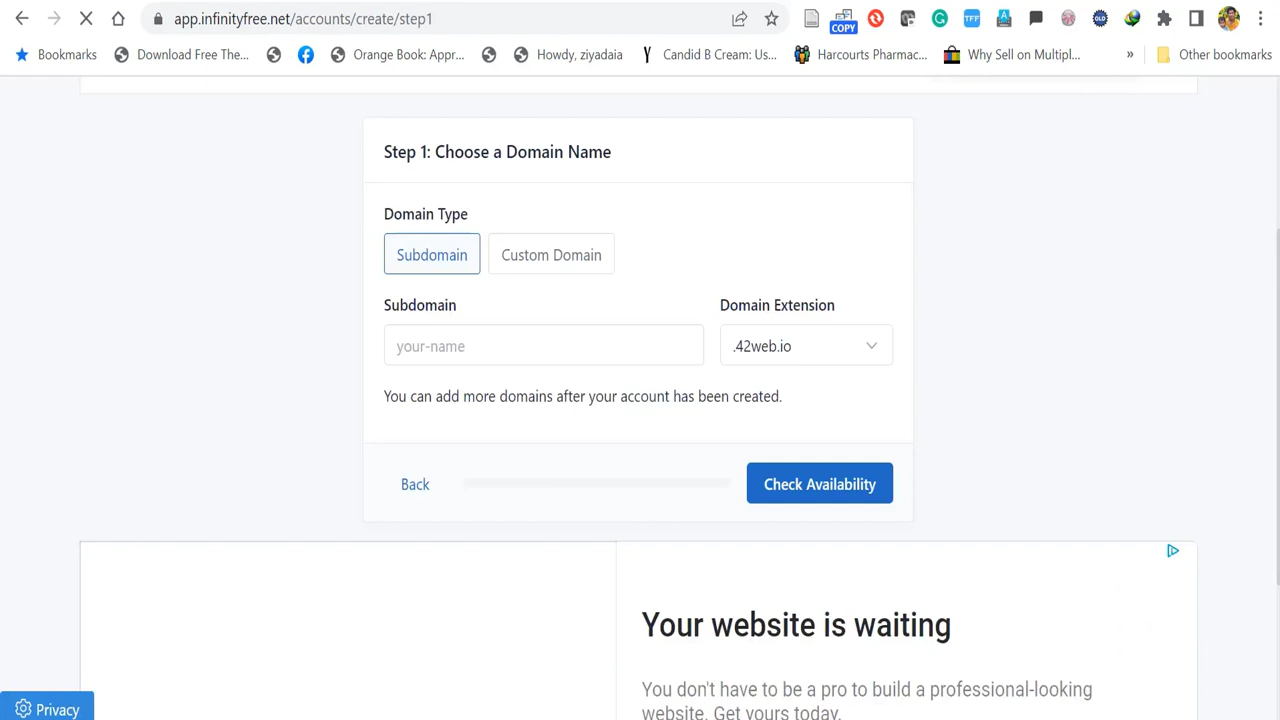 app.infinityfree.net/accounts/create/step1
COPY
TFF
A
OLD
Bookmarks
Download Free The...
Orange Book: Appr...
Howdy, ziyadaia
Y
Candid B Cream: Us...
Harcourts Pharmac...
Why Sell on Multipl...
»
Other bookmarks
Step 1: Choose a Domain Name
Domain Type
Subdomain Custom Domain
Subdomain Domain Extension
your-name .42web.io
You can add more domains after your account has been created.
Back Check Availability
Your website is waiting
You don't have to be a pro to build a professional-looking
website. Get yours today.
Privacy